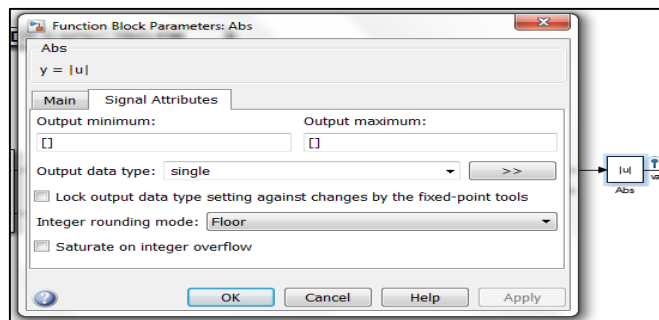 Function Block Parameters: Abs
Abs
y = |u|
Main Signal Attributes
Output minimum: Output maximum:
[] []
Output data type: single >>
Lock output data type setting against changes by the fixed-point tools
Integer rounding mode: Floor
Saturate on integer overflow
OK Cancel Help Apply
|u|
Abs